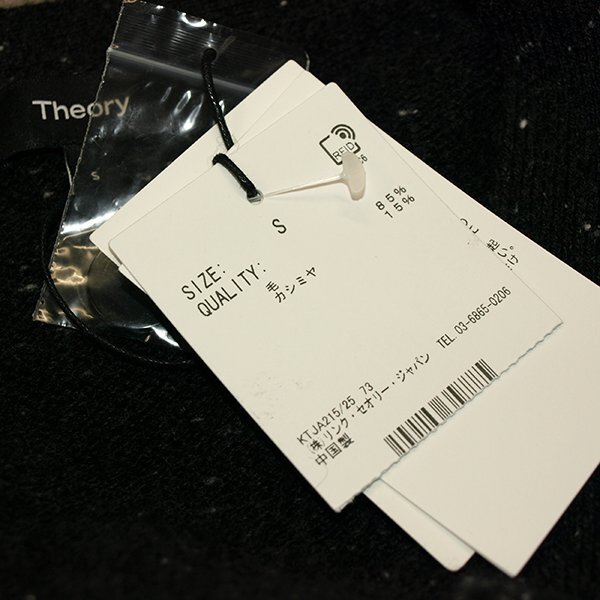 Theory
S
RFID
SIZE: S
QUALITY:
毛 85%
カシミヤ 15%
KTJA215/25 73
(株)リンク・セオリー・ジャパン TEL 03-6865-0206
中国製